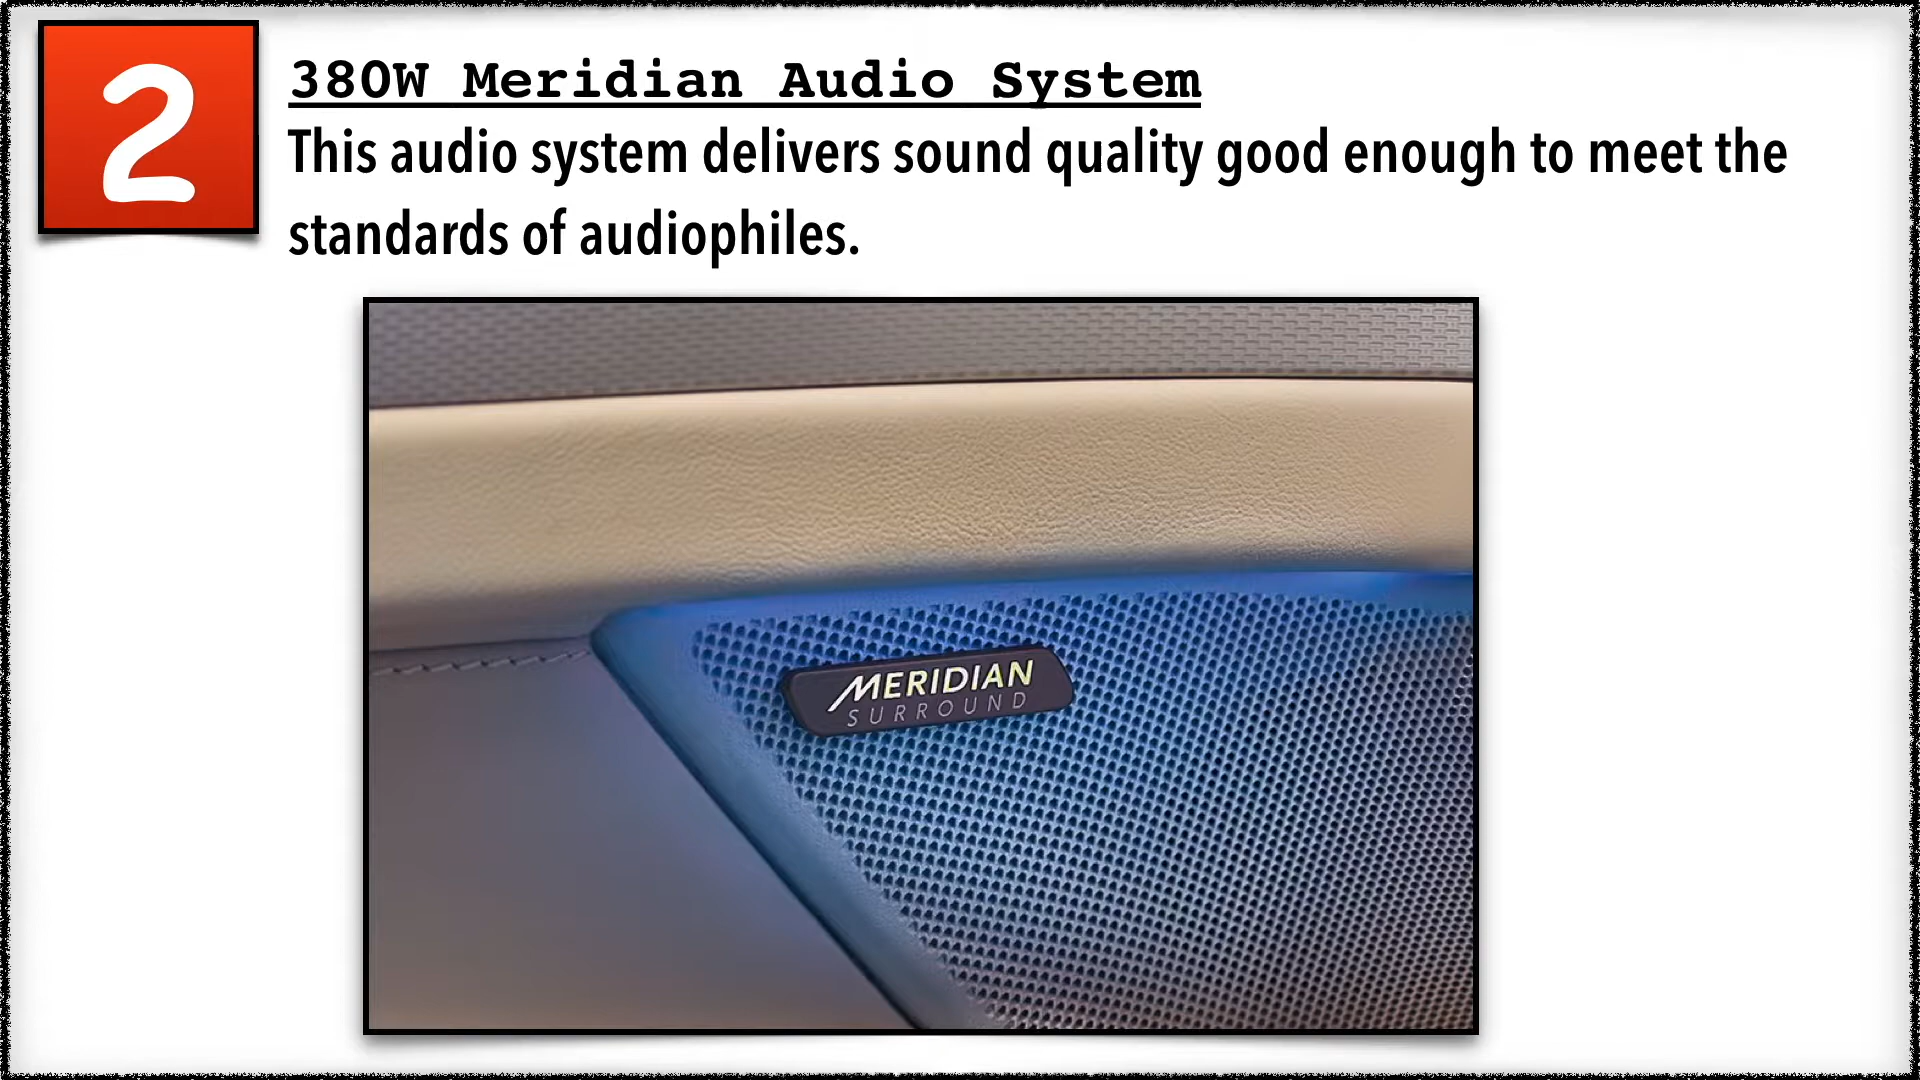 2
380W Meridian Audio System
This audio system delivers sound quality good enough to meet the
standards of audiophiles.
MERIDIAN
SURROUND